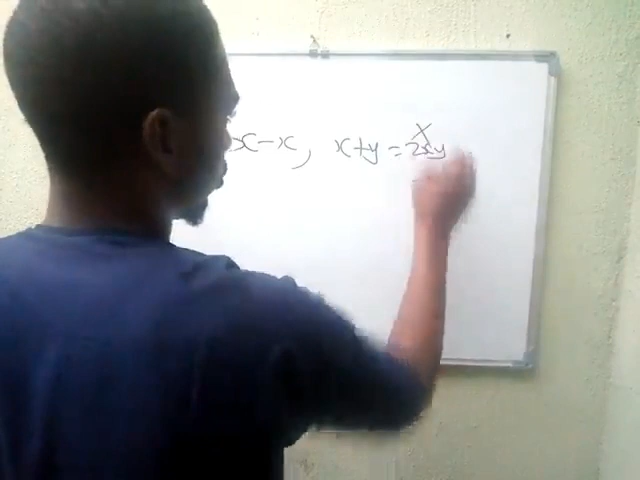 x-x, x+y = 2xy
X